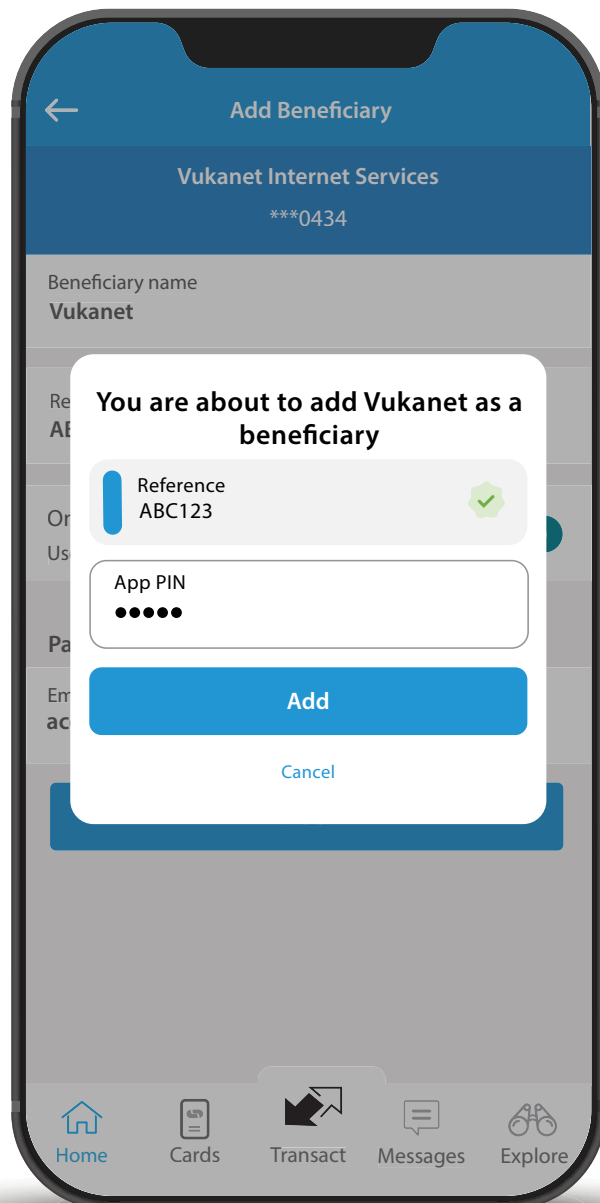 Add Beneficiary
Vukanet Internet Services
***0434
Beneficiary name
Vukanet
You are about to add Vukanet as a
beneficiary
Reference
ABC123
App PIN
●●●●●
Add
Cancel
Home Cards Transact Messages Explore